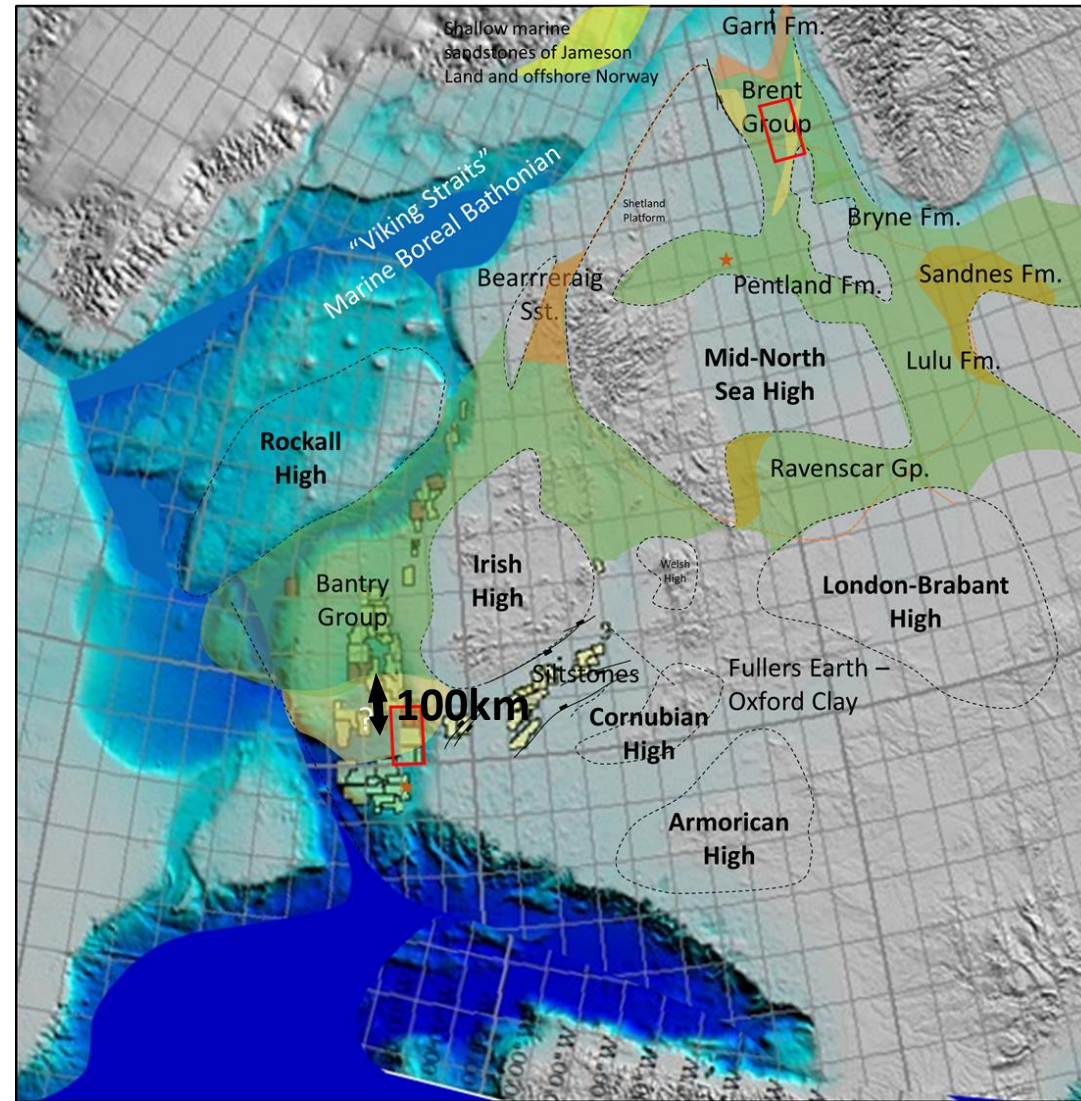 Shallow marine
sandstones of Jameson
Land and offshore Norway
Garn Fm.
Brent
Group
"Viking Straits"
Marine Boreal Bathonian
Shetland
Platform
Bryne Fm.
Bearrreraig
Sst.
Pentland Fm.
Sandnes Fm.
Mid-North
Sea High
Lulu Fm.
Rockall
High
Ravenscar Gp.
Irish
High
Welsh
High
Bantry
Group
London-Brabant
High
Siltstones
Fullers Earth –
Oxford Clay
?
100km
Cornubian
High
Armorican
High